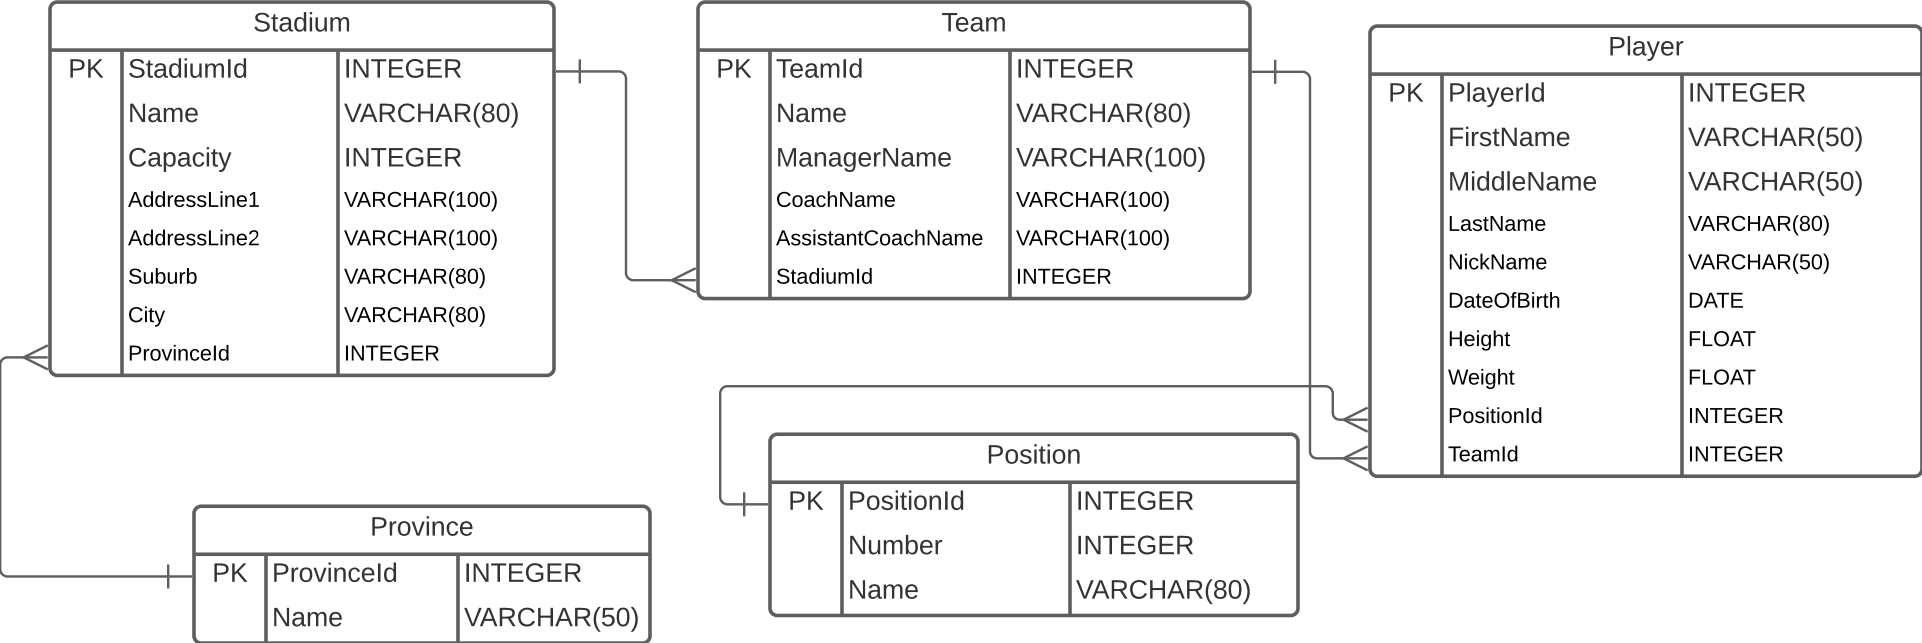 Stadium
PK StadiumId INTEGER
Name VARCHAR(80)
Capacity INTEGER
AddressLine1 VARCHAR(100)
AddressLine2 VARCHAR(100)
Suburb VARCHAR(80)
City VARCHAR(80)
ProvinceId INTEGER
Team
PK TeamId INTEGER
Name VARCHAR(80)
ManagerName VARCHAR(100)
CoachName VARCHAR(100)
AssistantCoachName VARCHAR(100)
StadiumId INTEGER
Player
PK PlayerId INTEGER
FirstName VARCHAR(50)
MiddleName VARCHAR(50)
LastName VARCHAR(80)
NickName VARCHAR(50)
DateOfBirth DATE
Height FLOAT
Weight FLOAT
PositionId INTEGER
TeamId INTEGER
Province
PK ProvinceId INTEGER
Name VARCHAR(50)
Position
PK PositionId INTEGER
Number INTEGER
Name VARCHAR(80)